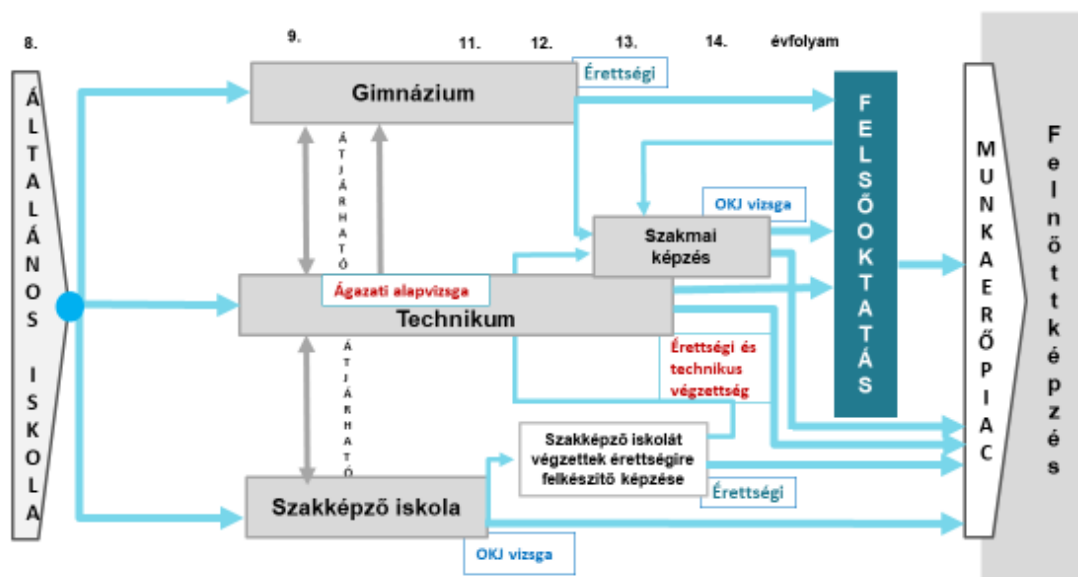 8.
9.
11.
12.
13.
14.
évfolyam
ÁLTALÁNOS ISKOLA
Gimnázium
Érettségi
ÁTJÁRHATÓ
OKJ vizsga
Szakmai
képzés
Ágazati alapvizsga
Technikum
Érettségi és
technikus
végzettség
ÁTJÁRHATÓ
Szakképző iskolát
végzettek érettségire
felkészítő képzése
Érettségi
Szakképző iskola
OKJ vizsga
FELSŐOKTATÁS
MUNKAERŐPIAC
Felnőttképzés